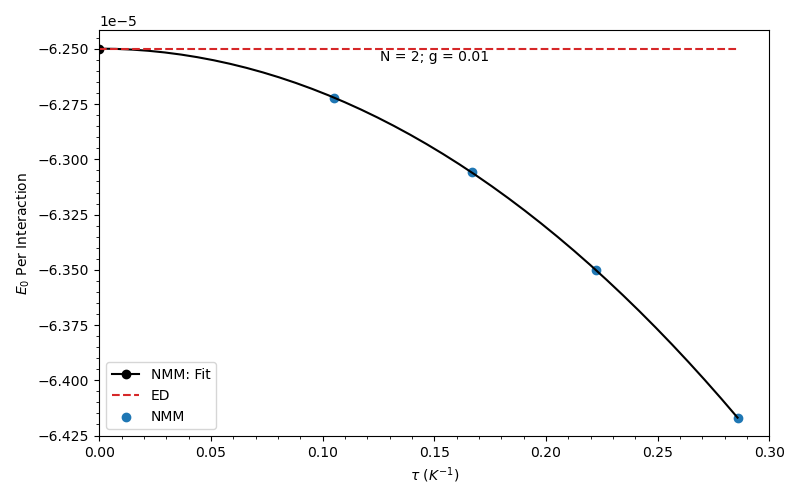 1e−5
−6.250
−6.275
−6.300
−6.325
−6.350
−6.375
−6.400
−6.425
E₀ Per Interaction
N = 2; g = 0.01
NMM: Fit
ED
NMM
0.00 0.05 0.10 0.15 0.20 0.25 0.30
τ (K⁻¹)